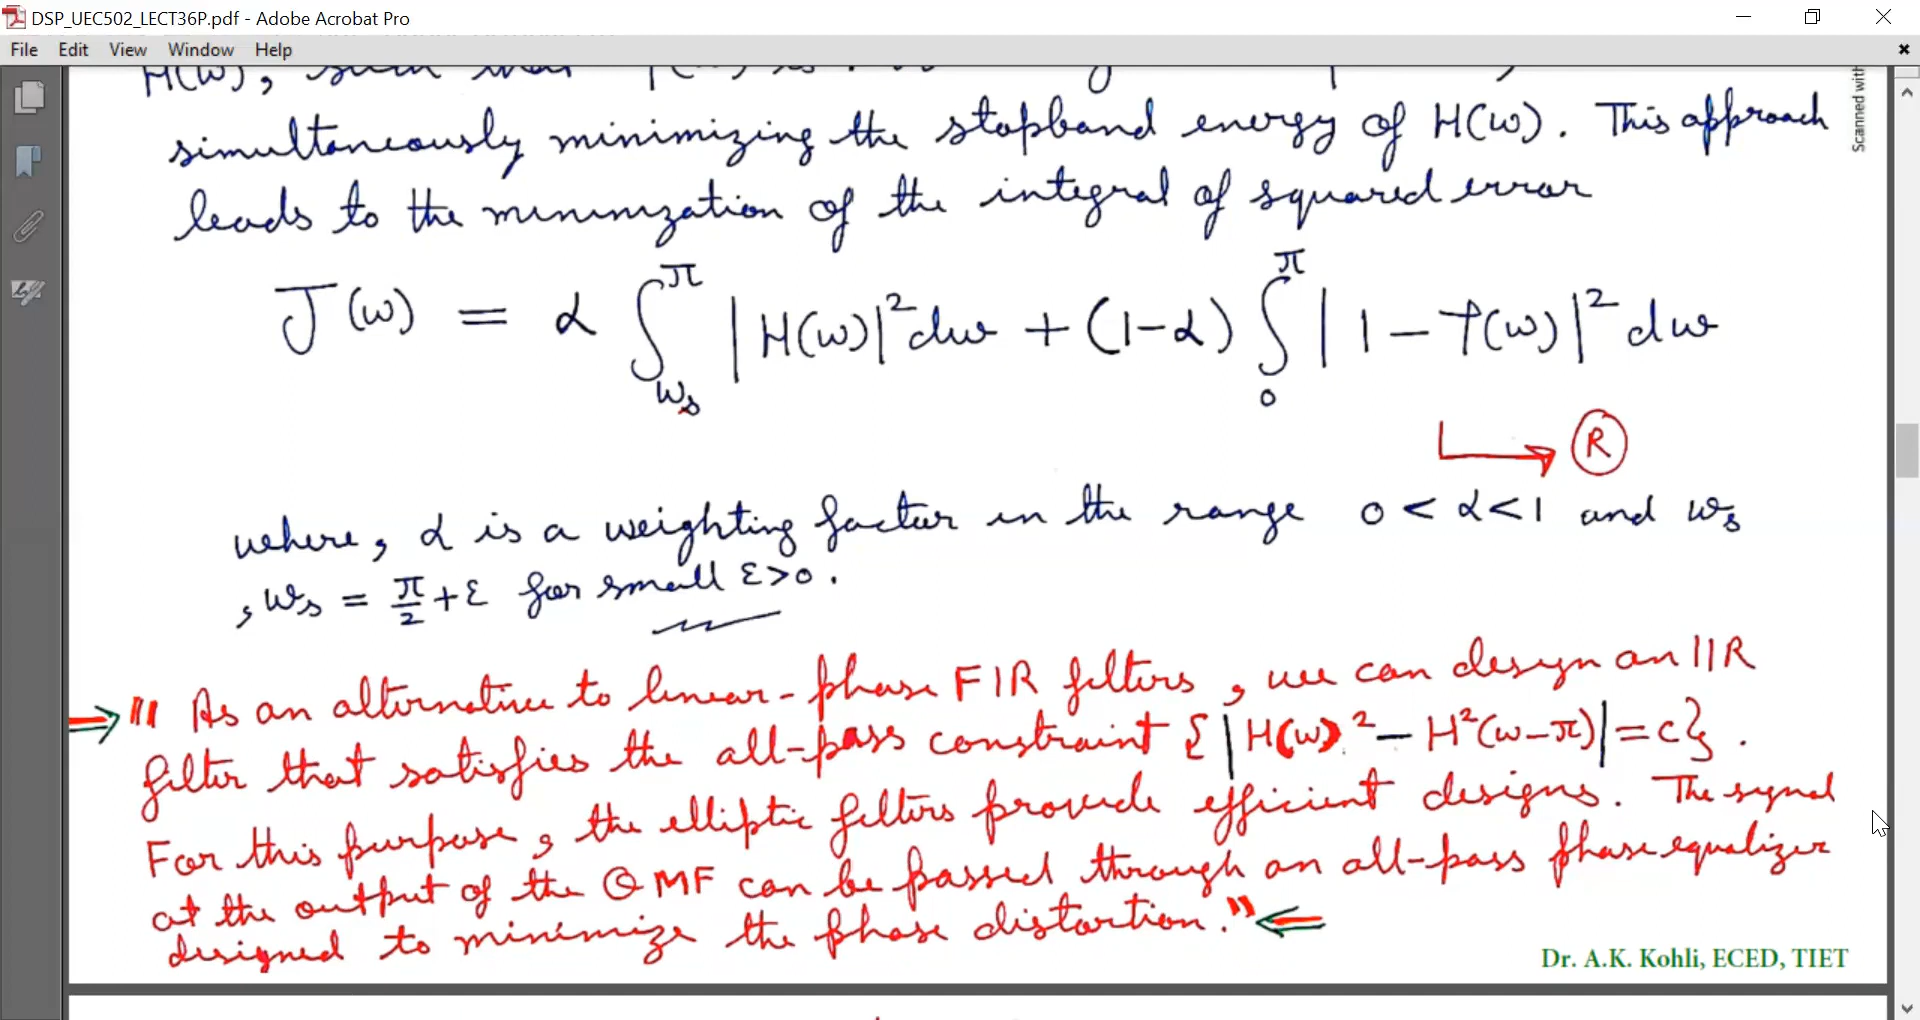 DSP_UEC502_LECT36P.pdf - Adobe Acrobat Pro
File Edit View Window Help
H(ω), such that
simultaneously minimizing the stopband energy of H(ω). This approach
leads to the minimization of the integral of squared error
J(ω) = α ∫_{ωs}^{π} |H(ω)|² dω + (1-α) ∫_{0}^{π} |1 - T(ω)|² dω
R
where, α is a weighting factor in the range 0 < α < 1 and ωs
, ωs = π/2 + ε for small ε>0.
"As an alternative to linear-phase FIR filters, we can design an IIR
filter that satisfies the all-pass constraint {|H(ω)² - H²(ω-π)| = c}.
For this purpose, the elliptic filters provide efficient designs. The signal
at the output of the QMF can be passed through an all-pass phase equalizer
designed to minimize the phase distortion."
Dr. A.K. Kohli, ECED, TIET
Scanned with